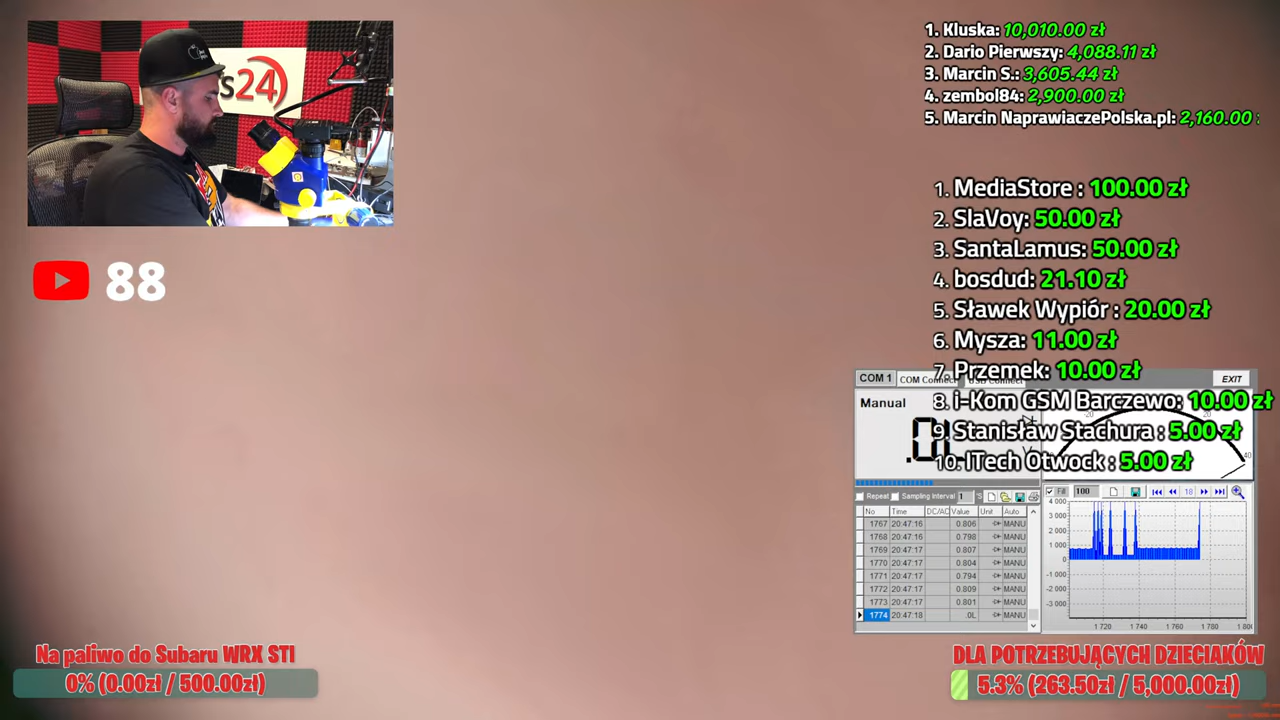 s24
1. Kluska: 10,010.00 zł
2. Dario Pierwszy: 4,088.11 zł
3. Marcin S.: 3,605.44 zł
4. zembol84: 2,900.00 zł
5. Marcin NaprawiaczePolska.pl: 2,160.00
88
1. MediaStore : 100.00 zł
2. SlaVoy: 50.00 zł
3. SantaLamus: 50.00 zł
4. bosdud: 21.10 zł
5. Sławek Wypiór : 20.00 zł
6. Mysza: 11.00 zł
7. Przemek: 10.00 zł
8. i-Kom GSM Barczewo: 10.00 zł
9. Stanisław Stachura : 5.00 zł
10. ITech Otwock : 5.00 zł
COM 1 COM Connect USB Connect EXIT
Manual
.0L
Repeat Sampling Interval 1 'S
Fill 100 18
No Time DC/AC Value Unit Auto
1767 20:47:16 0.806 MANU
1768 20:47:16 0.798 MANU
1769 20:47:17 0.807 MANU
1770 20:47:17 0.804 MANU
1771 20:47:17 0.794 MANU
1772 20:47:17 0.809 MANU
1773 20:47:17 0.801 MANU
1774 20:47:18 .0L MANU
4 000
3 000
2 000
1 000
0
-1 000
-3 000
1 720 1 740 1 760 1 780 1 800
Na paliwo do Subaru WRX STI
0% (0.00zł / 500.00zł)
DLA POTRZEBUJĄCYCH DZIECIAKÓW
5.3% (263.50zł / 5,000.00zł)